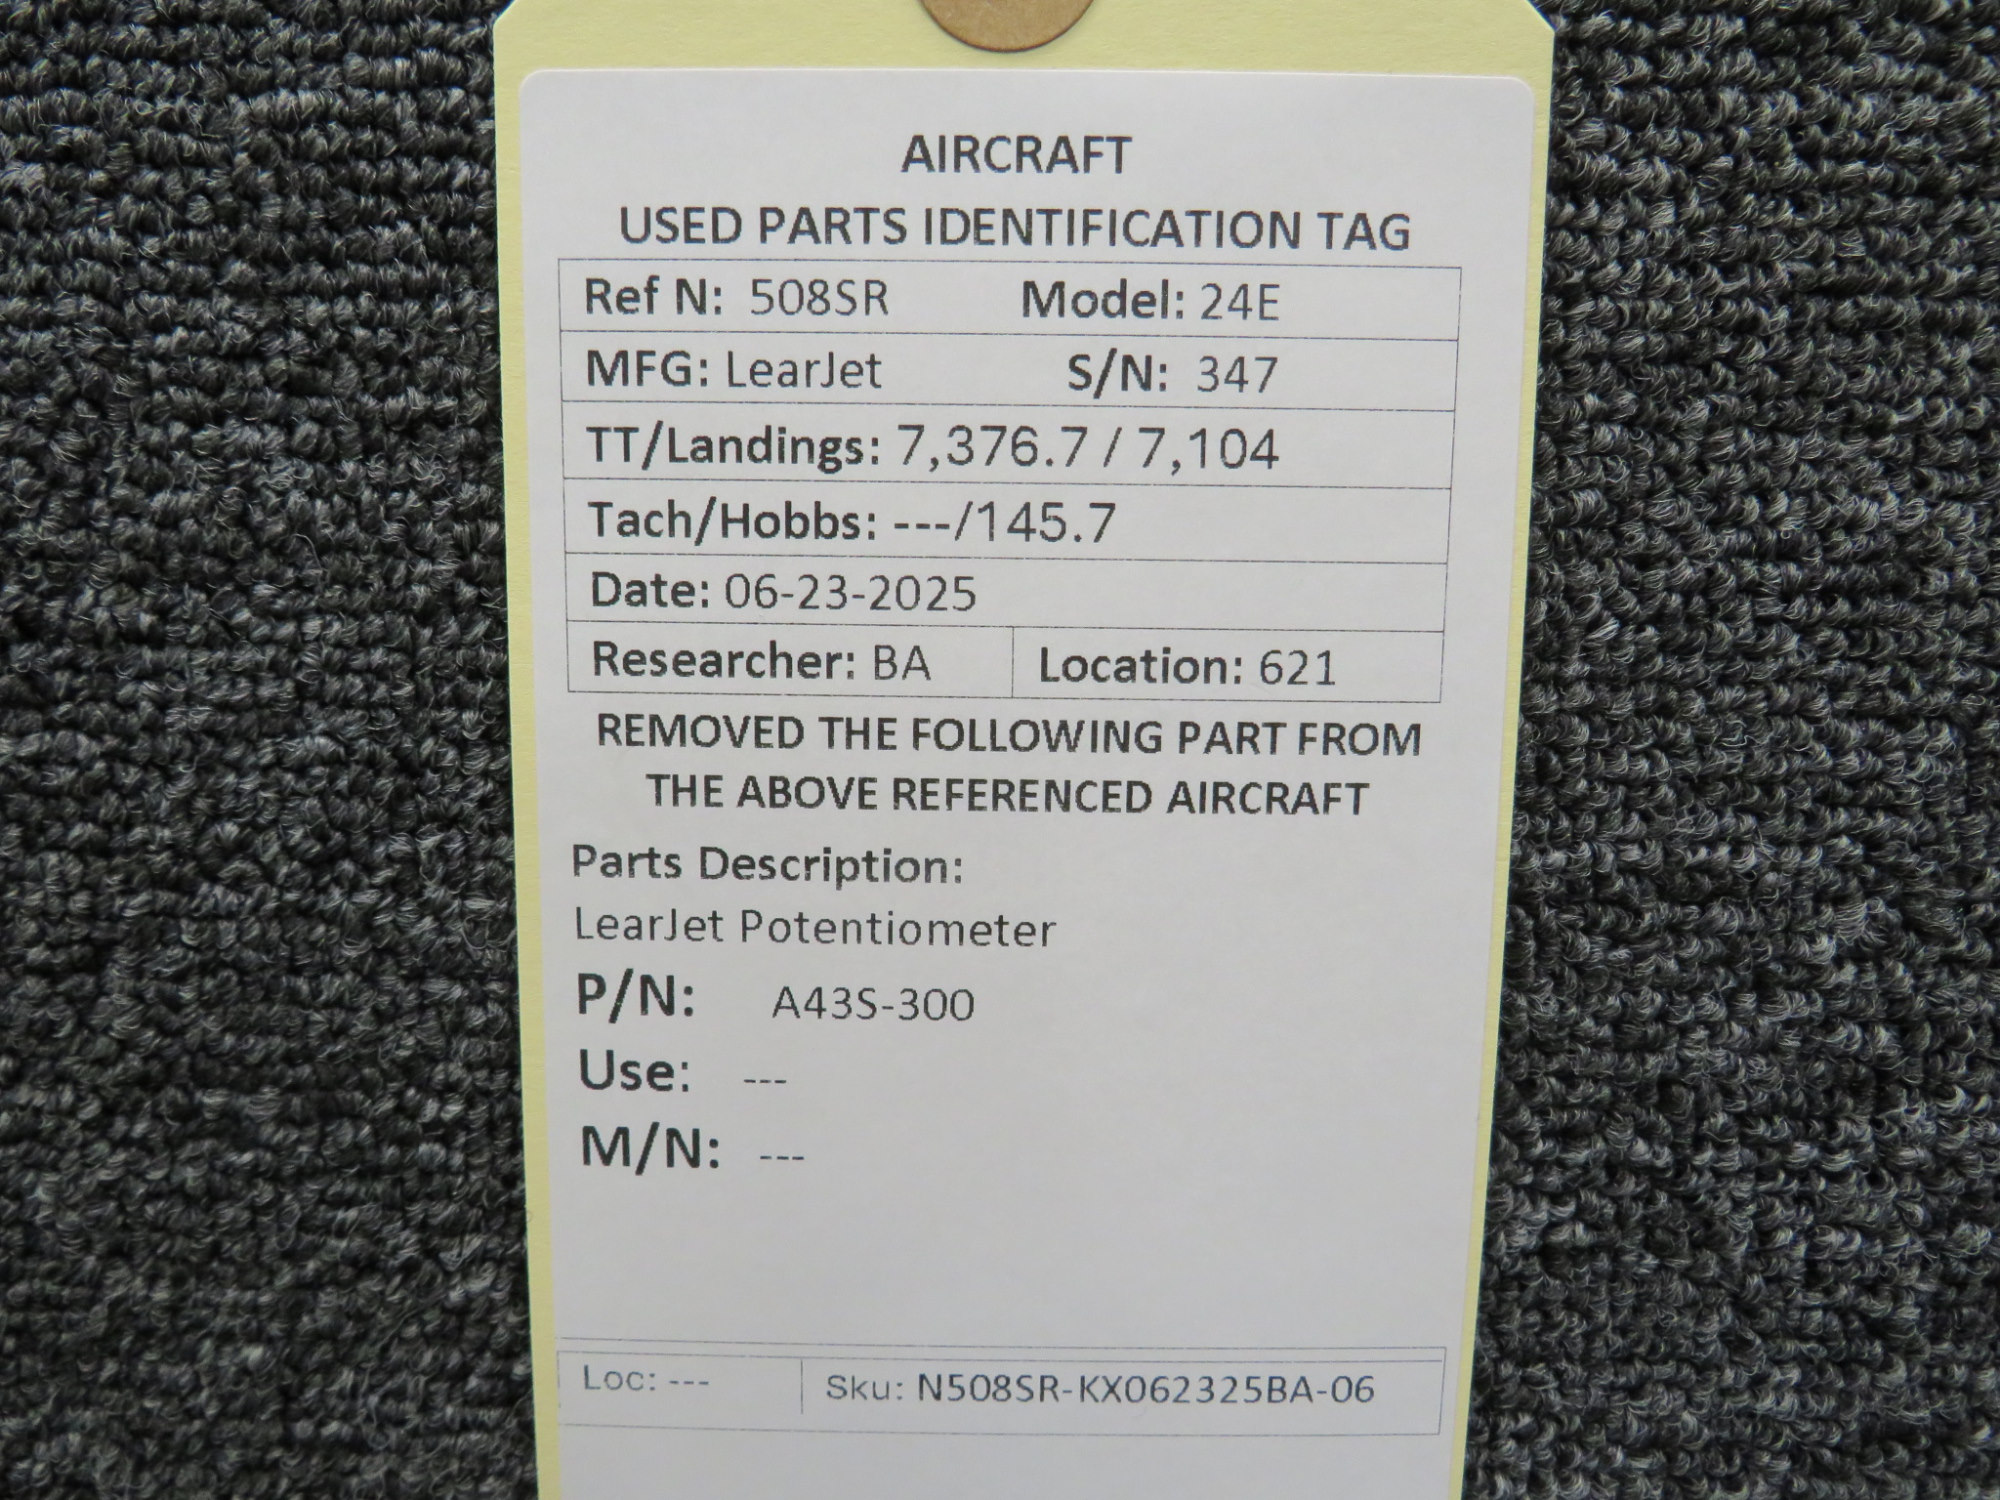 AIRCRAFT
USED PARTS IDENTIFICATION TAG
Ref N: 508SR Model: 24E
MFG: LearJet S/N: 347
TT/Landings: 7,376.7 / 7,104
Tach/Hobbs: ---/145.7
Date: 06-23-2025
Researcher: BA Location: 621
REMOVED THE FOLLOWING PART FROM
THE ABOVE REFERENCED AIRCRAFT
Parts Description:
LearJet Potentiometer
P/N: A43S-300
Use: ---
M/N: ---
Loc: --- Sku: N508SR-KX062325BA-06